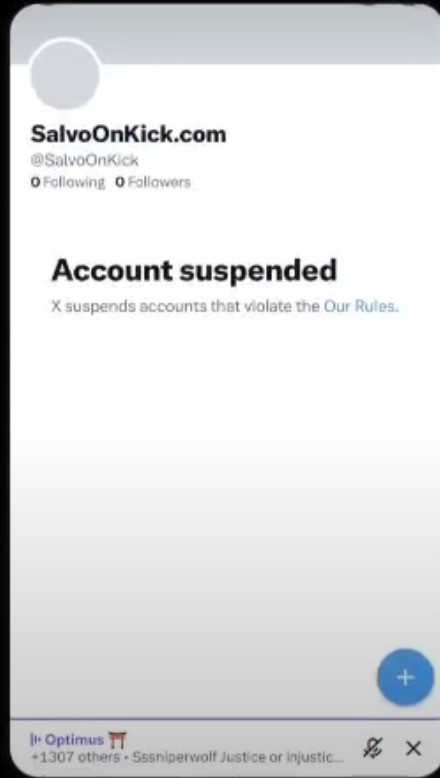 SalvoOnKick.com
@SalvoOnKick
0 Following 0 Followers
Account suspended
X suspends accounts that violate the Our Rules.
Optimus ⛩️
+1307 others · Sssniperwolf Justice or injustic...